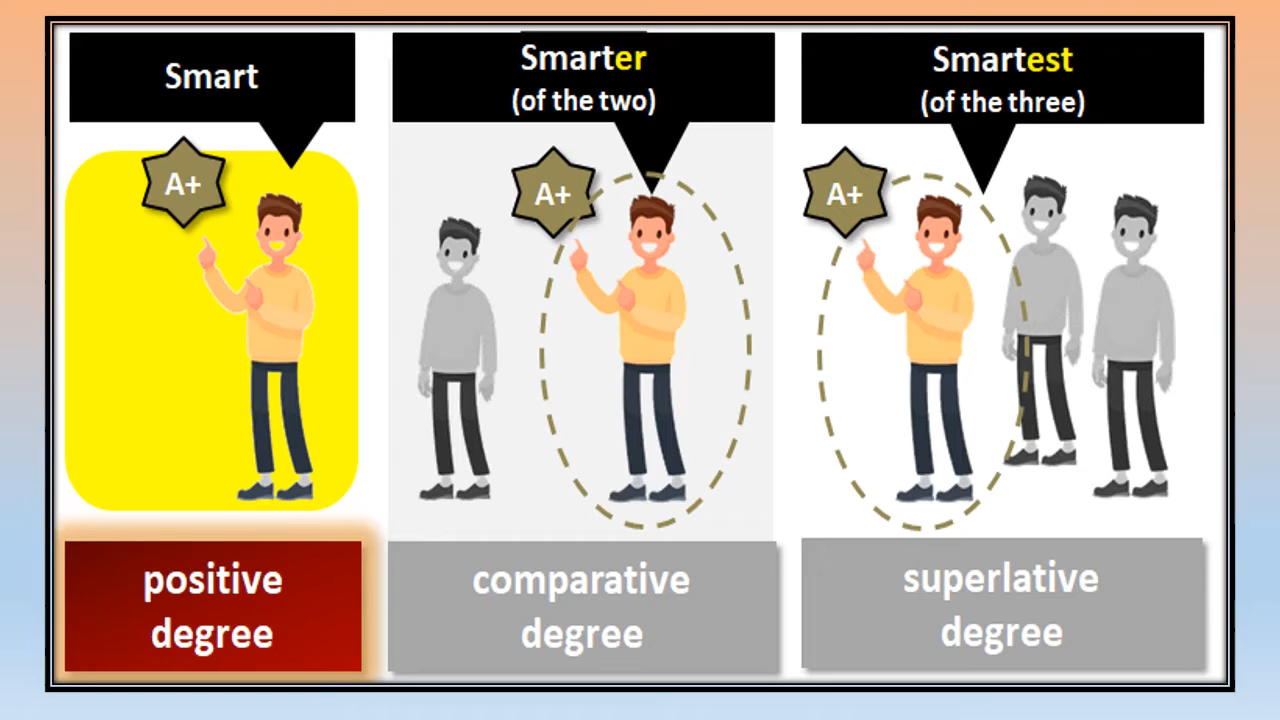 Smart
Smarter
(of the two)
Smartest
(of the three)
A+
A+
A+
positive
degree
comparative
degree
superlative
degree